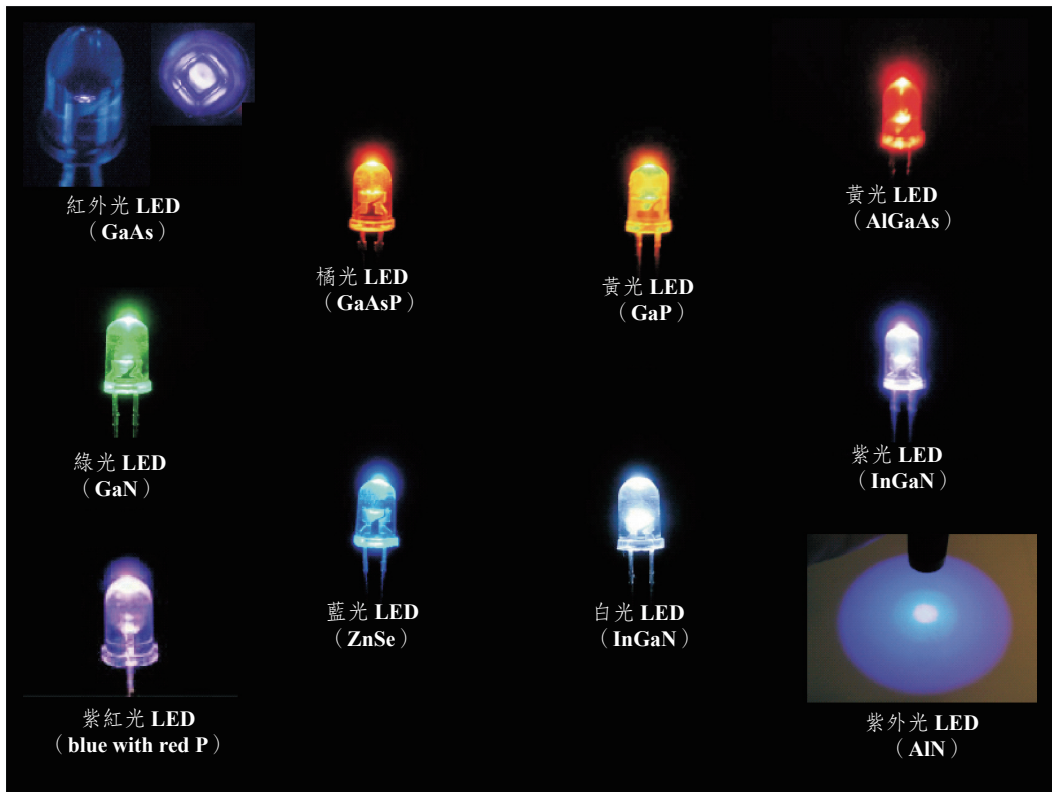 紅外光 LED
（GaAs）
橘光 LED
（GaAsP）
黃光 LED
（GaP）
黃光 LED
（AlGaAs）
綠光 LED
（GaN）
藍光 LED
（ZnSe）
白光 LED
（InGaN）
紫光 LED
（InGaN）
紫紅光 LED
（blue with red P）
紫外光 LED
（AlN）